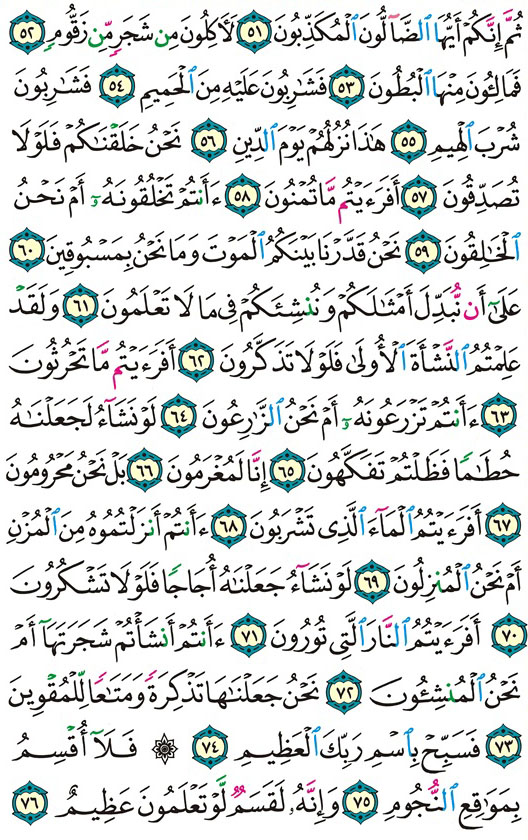 ثُمَّ إِنَّكُمْ أَيُّهَا ٱلضَّآلُّونَ ٱلْمُكَذِّبُونَ ٥١ لَءَاكِلُونَ مِن شَجَرٍ مِّن زَقُّومٍ ٥٢
فَمَالِـُٔونَ مِنْهَا ٱلْبُطُونَ ٥٣ فَشَـٰرِبُونَ عَلَيْهِ مِنَ ٱلْحَمِيمِ ٥٤ فَشَـٰرِبُونَ
شُرْبَ ٱلْهِيمِ ٥٥ هَـٰذَا نُزُلُهُمْ يَوْمَ ٱلدِّينِ ٥٦ نَحْنُ خَلَقْنَـٰكُمْ فَلَوْلَا
تُصَدِّقُونَ ٥٧ أَفَرَءَيْتُم مَّا تُمْنُونَ ٥٨ ءَأَنتُمْ تَخْلُقُونَهُۥٓ أَمْ نَحْنُ
ٱلْخَـٰلِقُونَ ٥٩ نَحْنُ قَدَّرْنَا بَيْنَكُمُ ٱلْمَوْتَ وَمَا نَحْنُ بِمَسْبُوقِينَ ٦٠
عَلَىٰٓ أَن نُّبَدِّلَ أَمْثَـٰلَكُمْ وَنُنشِئَكُمْ فِى مَا لَا تَعْلَمُونَ ٦١ وَلَقَدْ
عَلِمْتُمُ ٱلنَّشْأَةَ ٱلْأُولَىٰ فَلَوْلَا تَذَكَّرُونَ ٦٢ أَفَرَءَيْتُم مَّا تَحْرُثُونَ
٦٣ ءَأَنتُمْ تَزْرَعُونَهُۥٓ أَمْ نَحْنُ ٱلزَّٰرِعُونَ ٦٤ لَوْ نَشَآءُ لَجَعَلْنَـٰهُ
حُطَـٰمًا فَظَلْتُمْ تَفَكَّهُونَ ٦٥ إِنَّا لَمُغْرَمُونَ ٦٦ بَلْ نَحْنُ مَحْرُومُونَ
٦٧ أَفَرَءَيْتُمُ ٱلْمَآءَ ٱلَّذِى تَشْرَبُونَ ٦٨ ءَأَنتُمْ أَنزَلْتُمُوهُ مِنَ ٱلْمُزْنِ
أَمْ نَحْنُ ٱلْمُنزِلُونَ ٦٩ لَوْ نَشَآءُ جَعَلْنَـٰهُ أُجَاجًا فَلَوْلَا تَشْكُرُونَ
٧٠ أَفَرَءَيْتُمُ ٱلنَّارَ ٱلَّتِى تُورُونَ ٧١ ءَأَنتُمْ أَنشَأْتُمْ شَجَرَتَهَآ أَمْ
نَحْنُ ٱلْمُنشِـُٔونَ ٧٢ نَحْنُ جَعَلْنَـٰهَا تَذْكِرَةً وَمَتَـٰعًا لِّلْمُقْوِينَ
٧٣ فَسَبِّحْ بِٱسْمِ رَبِّكَ ٱلْعَظِيمِ ٧٤ ۞ فَلَآ أُقْسِمُ
بِمَوَٰقِعِ ٱلنُّجُومِ ٧٥ وَإِنَّهُۥ لَقَسَمٌ لَّوْ تَعْلَمُونَ عَظِيمٌ ٧٦